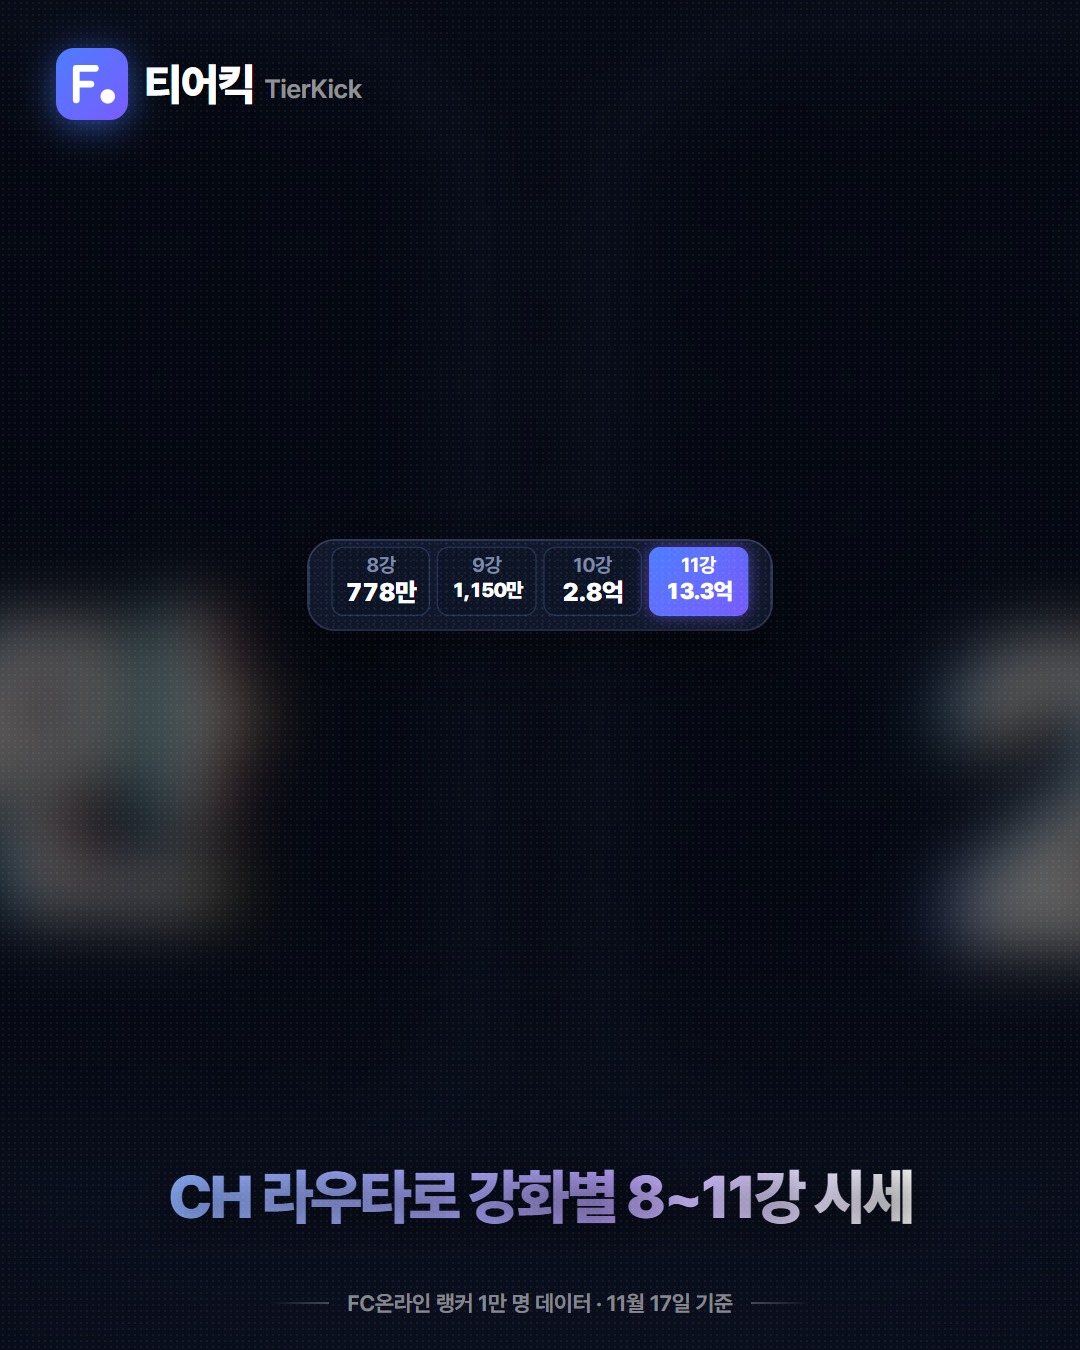 F.
티어킥 TierKick
8강 9강 10강 11강
778만 1,150만 2.8억 13.3억
CH 라우타로 강화별 8~11강 시세
FC온라인 랭커 1만 명 데이터 · 11월 17일 기준